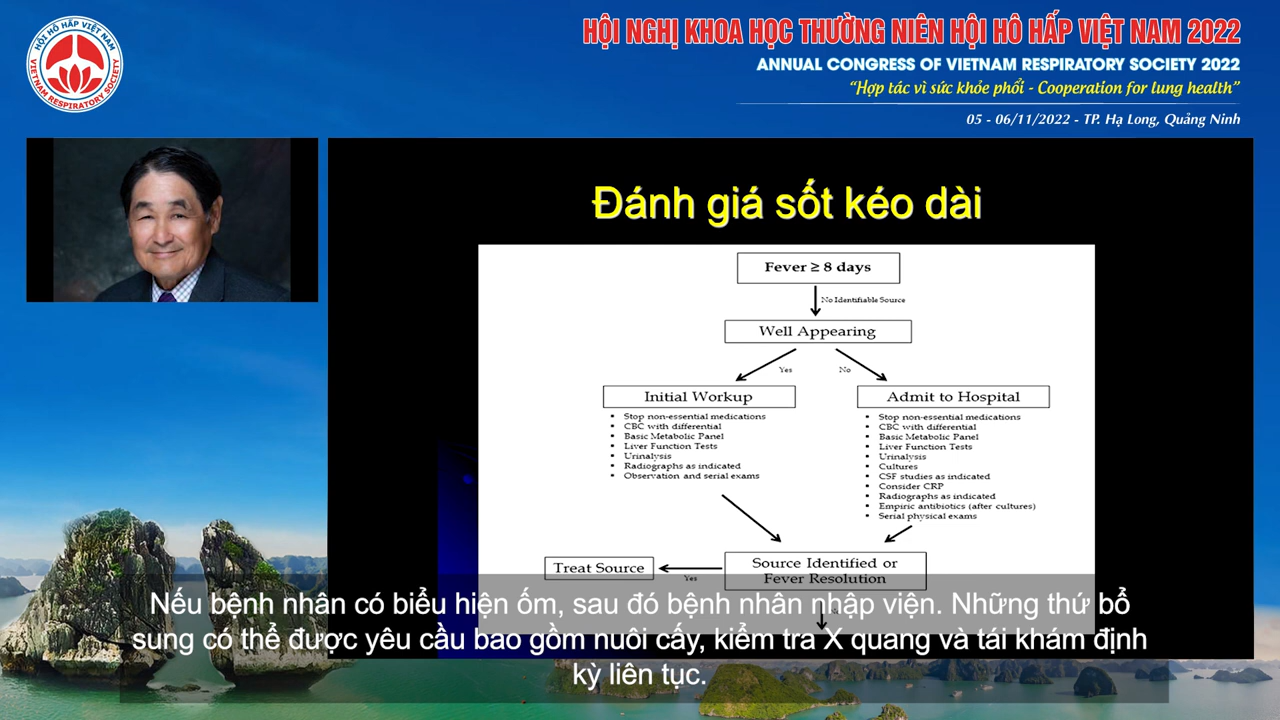 HỘI HÔ HẤP VIỆT NAM
VIETNAM RESPIRATORY SOCIETY
HỘI NGHỊ KHOA HỌC THƯỜNG NIÊN HỘI HÔ HẤP VIỆT NAM 2022
ANNUAL CONGRESS OF VIETNAM RESPIRATORY SOCIETY 2022
“Hợp tác vì sức khỏe phổi - Cooperation for lung health”
05 - 06/11/2022 - TP. Hạ Long, Quảng Ninh
Đánh giá sốt kéo dài
Fever ≥ 8 days
No Identifiable Source
Well Appearing
Yes
No
Initial Workup
• Stop non-essential medications
• CBC with differential
• Basic Metabolic Panel
• Liver Function Tests
• Urinalysis
• Radiographs as indicated
• Observation and serial exams
Admit to Hospital
• Stop non-essential medications
• CBC with differential
• Basic Metabolic Panel
• Liver Function Tests
• Urinalysis
• Cultures
• CSF studies as indicated
• Consider CRP
• Radiographs as indicated
• Empiric antibiotics (after cultures)
• Serial physical exams
Treat Source
Yes
Source Identified or
Fever Resolution
Nếu bệnh nhân có biểu hiện ốm, sau đó bệnh nhân nhập viện. Những thứ bổ
sung có thể được yêu cầu bao gồm nuôi cấy, kiểm tra X quang và tái khám định
kỳ liên tục.